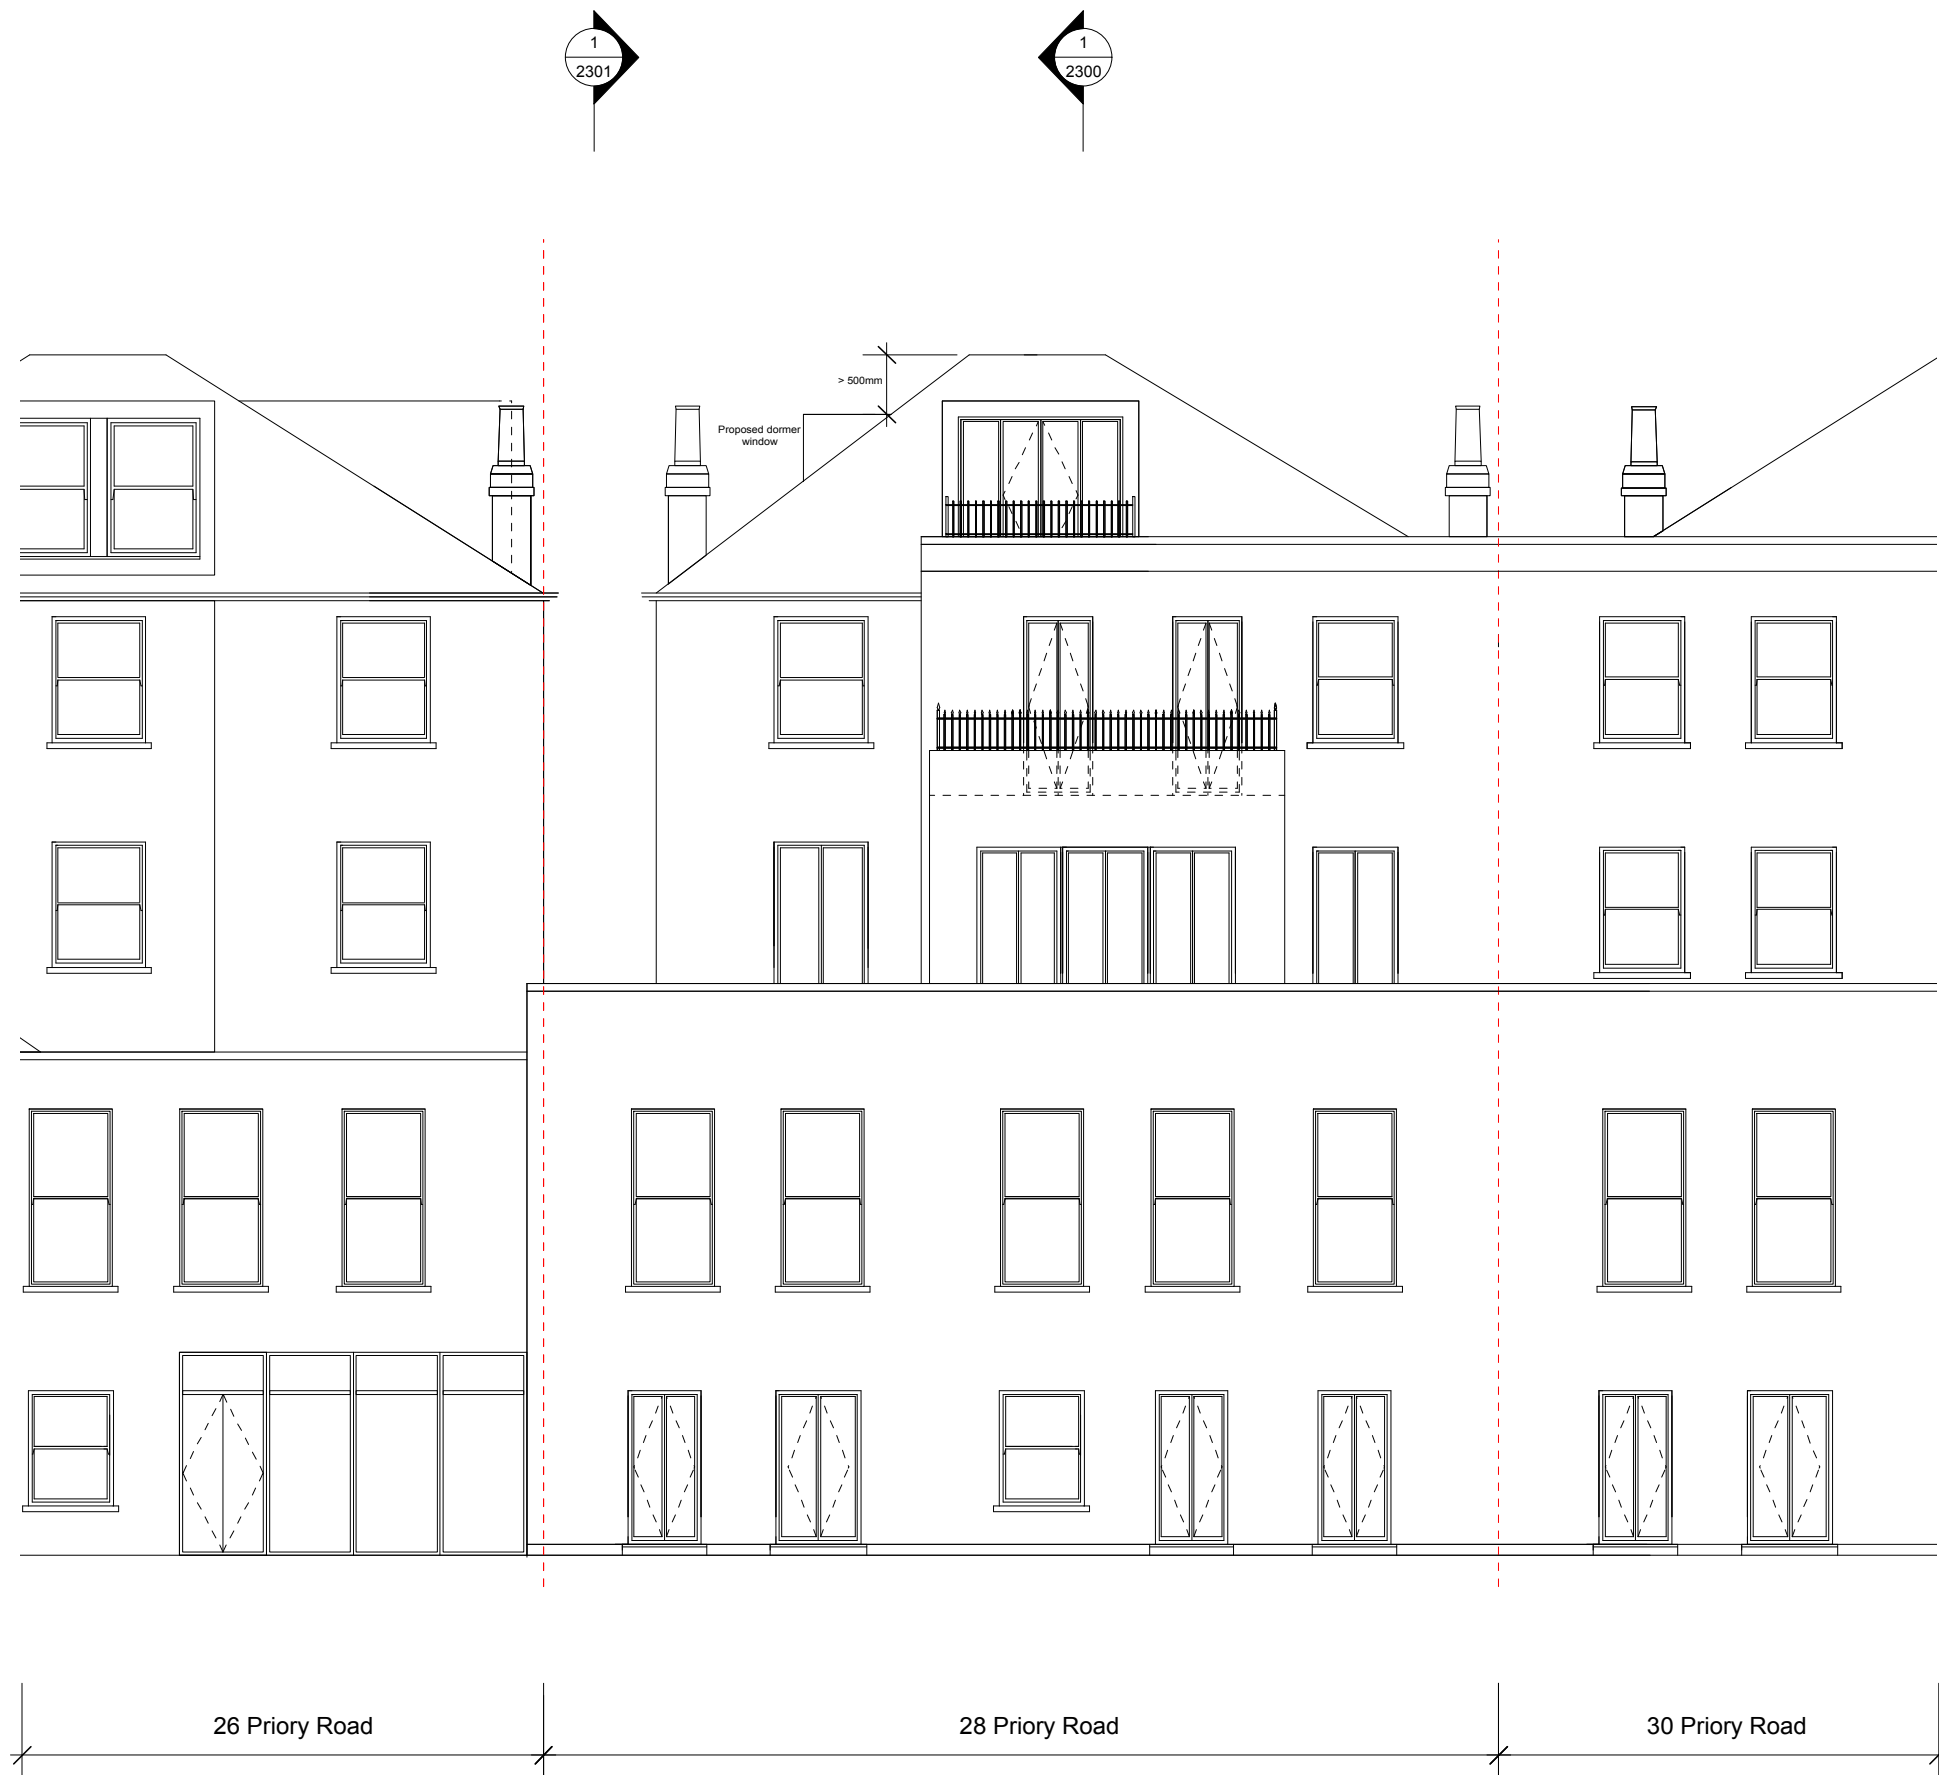 1
2301
1
2300
> 500mm
Proposed dormer
window
26 Priory Road
28 Priory Road
30 Priory Road